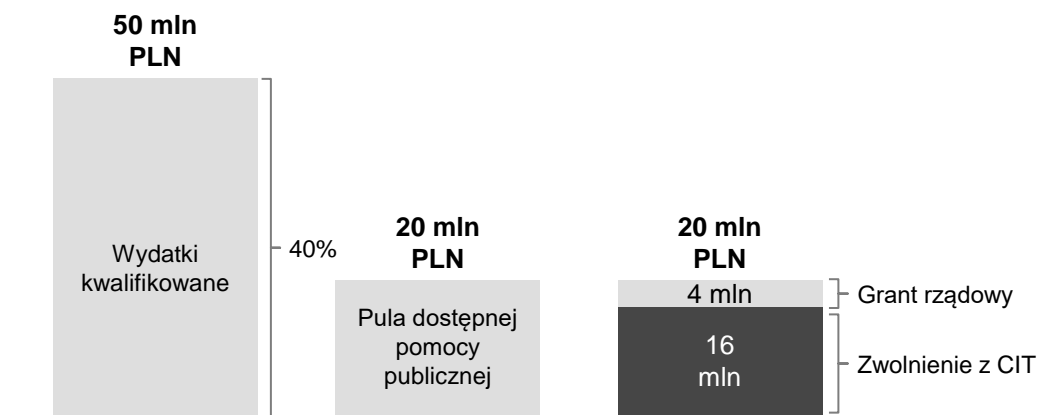 50 mln
PLN
Wydatki
kwalifikowane
40%
20 mln
PLN
Pula dostępnej
pomocy
publicznej
20 mln
PLN
4 mln
Grant rządowy
16
mln
Zwolnienie z CIT